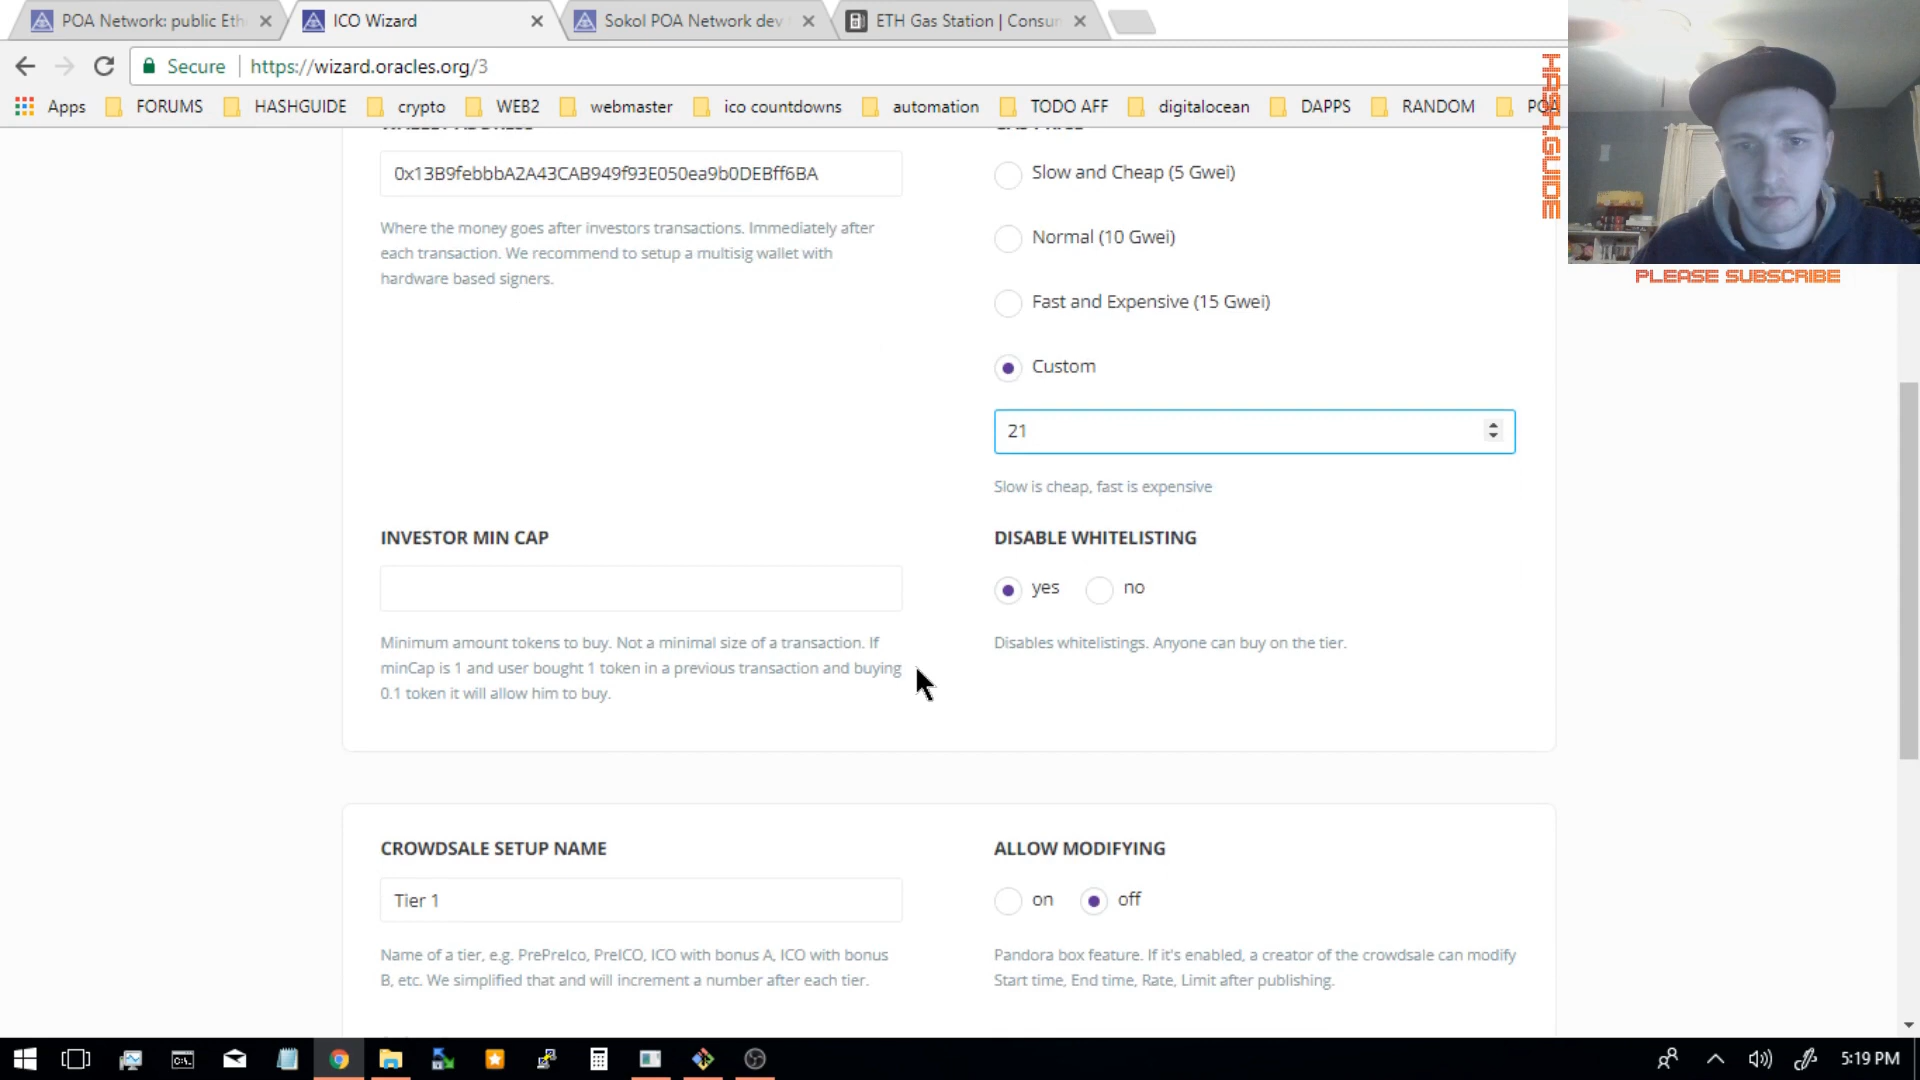 POA Network: public Eth
ICO Wizard
Sokol POA Network dev
ETH Gas Station | Consum
Secure
https://wizard.oracles.org/3
Apps
FORUMS
HASHGUIDE
crypto
WEB2
webmaster
ico countdowns
automation
TODO AFF
digitalocean
DAPPS
RANDOM
POA
HASH.GUIDE
PLEASE SUBSCRIBE
WALLET ADDRESS
0x13B9febbbA2A43CAB949f93E050ea9b0DEBff6BA
Where the money goes after investors transactions. Immediately after
each transaction. We recommend to setup a multisig wallet with
hardware based signers.
GAS PRICE
Slow and Cheap (5 Gwei)
Normal (10 Gwei)
Fast and Expensive (15 Gwei)
Custom
21
Slow is cheap, fast is expensive
INVESTOR MIN CAP
Minimum amount tokens to buy. Not a minimal size of a transaction. If
minCap is 1 and user bought 1 token in a previous transaction and buying
0.1 token it will allow him to buy.
DISABLE WHITELISTING
yes
no
Disables whitelistings. Anyone can buy on the tier.
CROWDSALE SETUP NAME
Tier 1
Name of a tier, e.g. PrePreIco, PreICO, ICO with bonus A, ICO with bonus
B, etc. We simplified that and will increment a number after each tier.
ALLOW MODIFYING
on
off
Pandora box feature. If it's enabled, a creator of the crowdsale can modify
Start time, End time, Rate, Limit after publishing.
5:19 PM